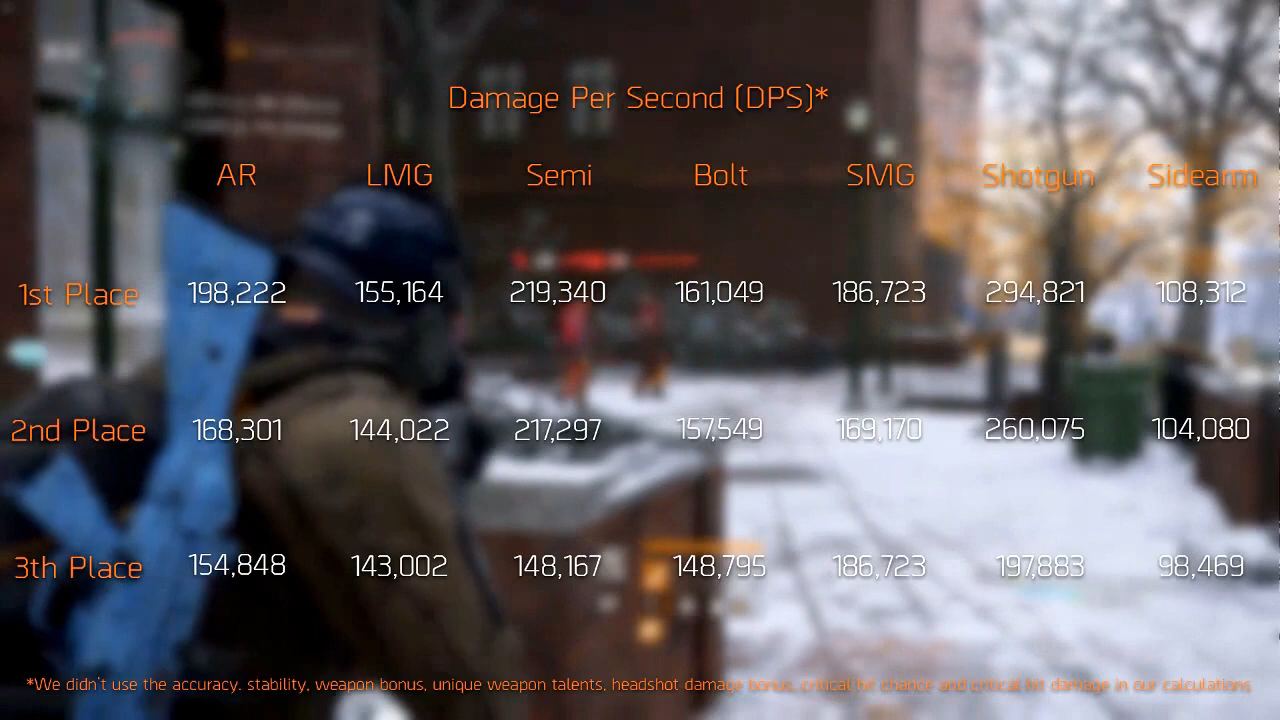 Damage Per Second (DPS)*
AR LMG Semi Bolt SMG Shotgun Sidearm
1st Place 198,222 155,164 219,340 161,049 186,723 294,821 108,312
2nd Place 168,301 144,022 217,297 157,549 169,170 260,075 104,080
3th Place 154,848 143,002 148,167 148,795 186,723 197,883 98,469
*We didn't use the accuracy. stability, weapon bonus, unique weapon talents, headshot damage bonus, critical hit chance and critical hit damage in our calculations